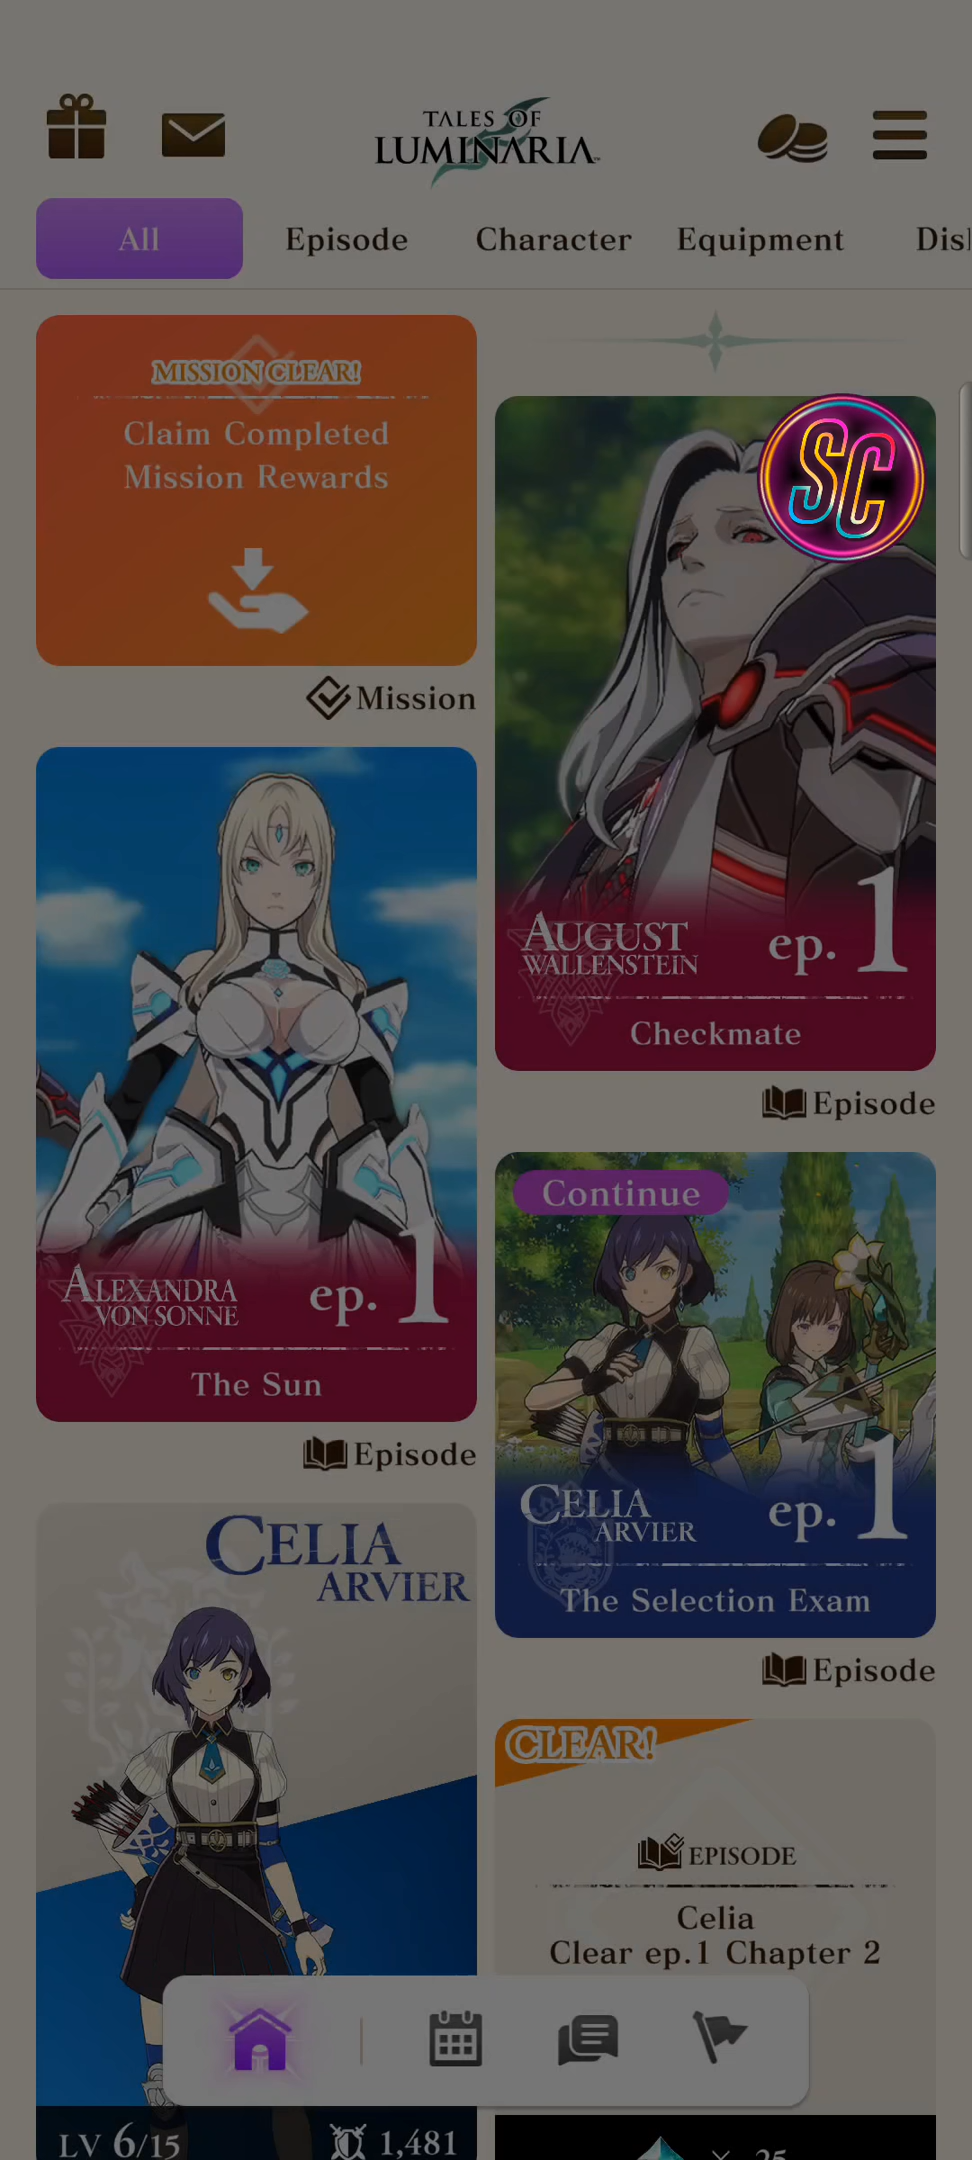 TALES OF
LUMINARIA
All
Episode
Character
Equipment
MISSION CLEAR!
Claim Completed
Mission Rewards
Mission
SC
AUGUST
WALLENSTEIN
ep. 1
Checkmate
Episode
ALEXANDRA
VON SONNE
ep. 1
The Sun
Episode
Continue
CELIA
ARVIER
ep. 1
The Selection Exam
Episode
CELIA
ARVIER
LV 6/15
1,481
CLEAR!
EPISODE
Celia
Clear ep.1 Chapter 2